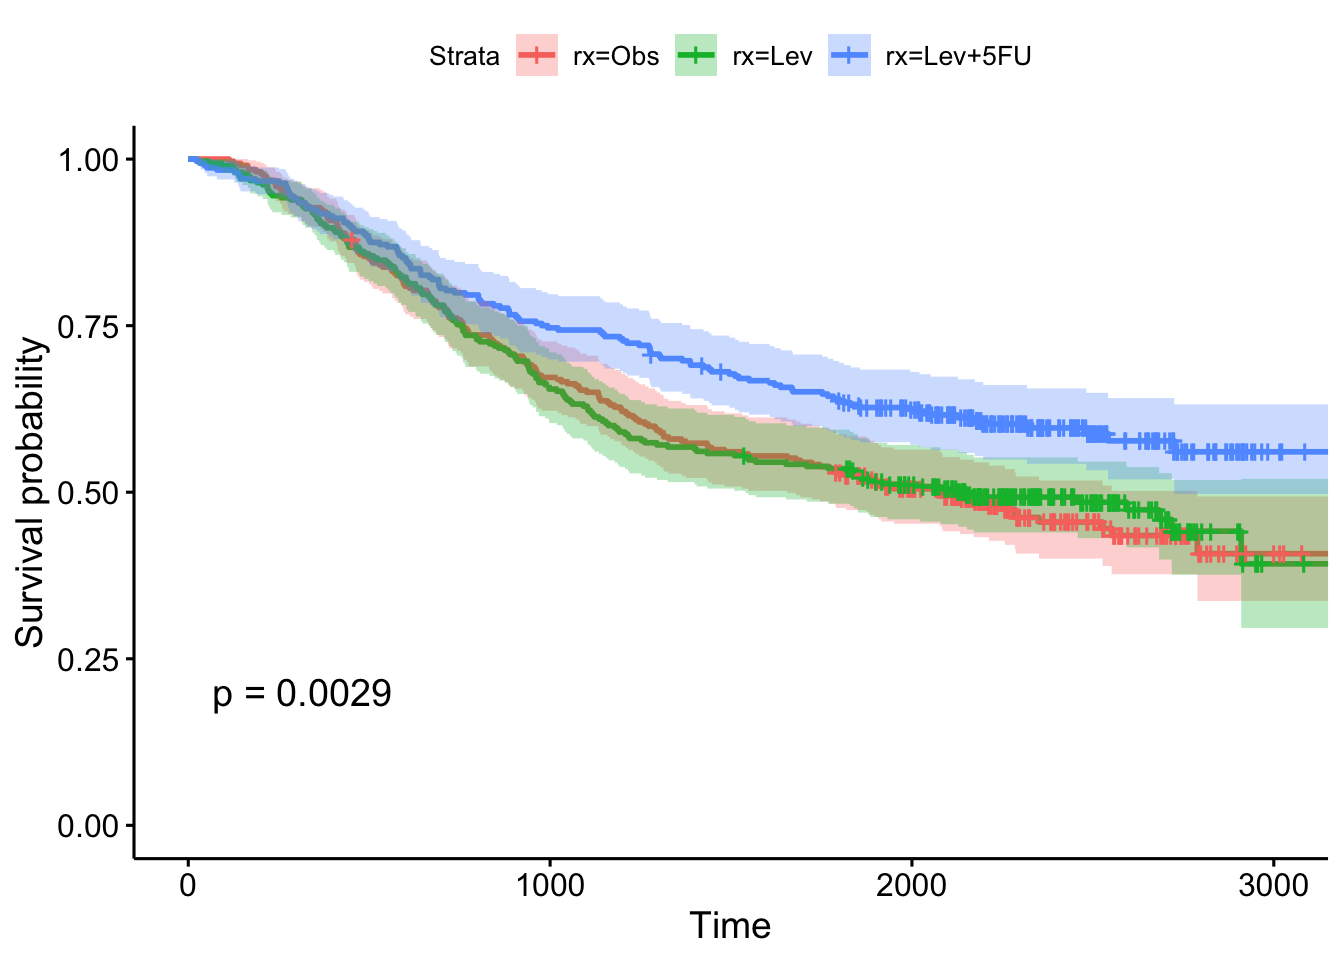 Strata rx=Obs rx=Lev rx=Lev+5FU
Survival probability
1.00
0.75
0.50
0.25
0.00
p = 0.0029
0 1000 2000 3000
Time